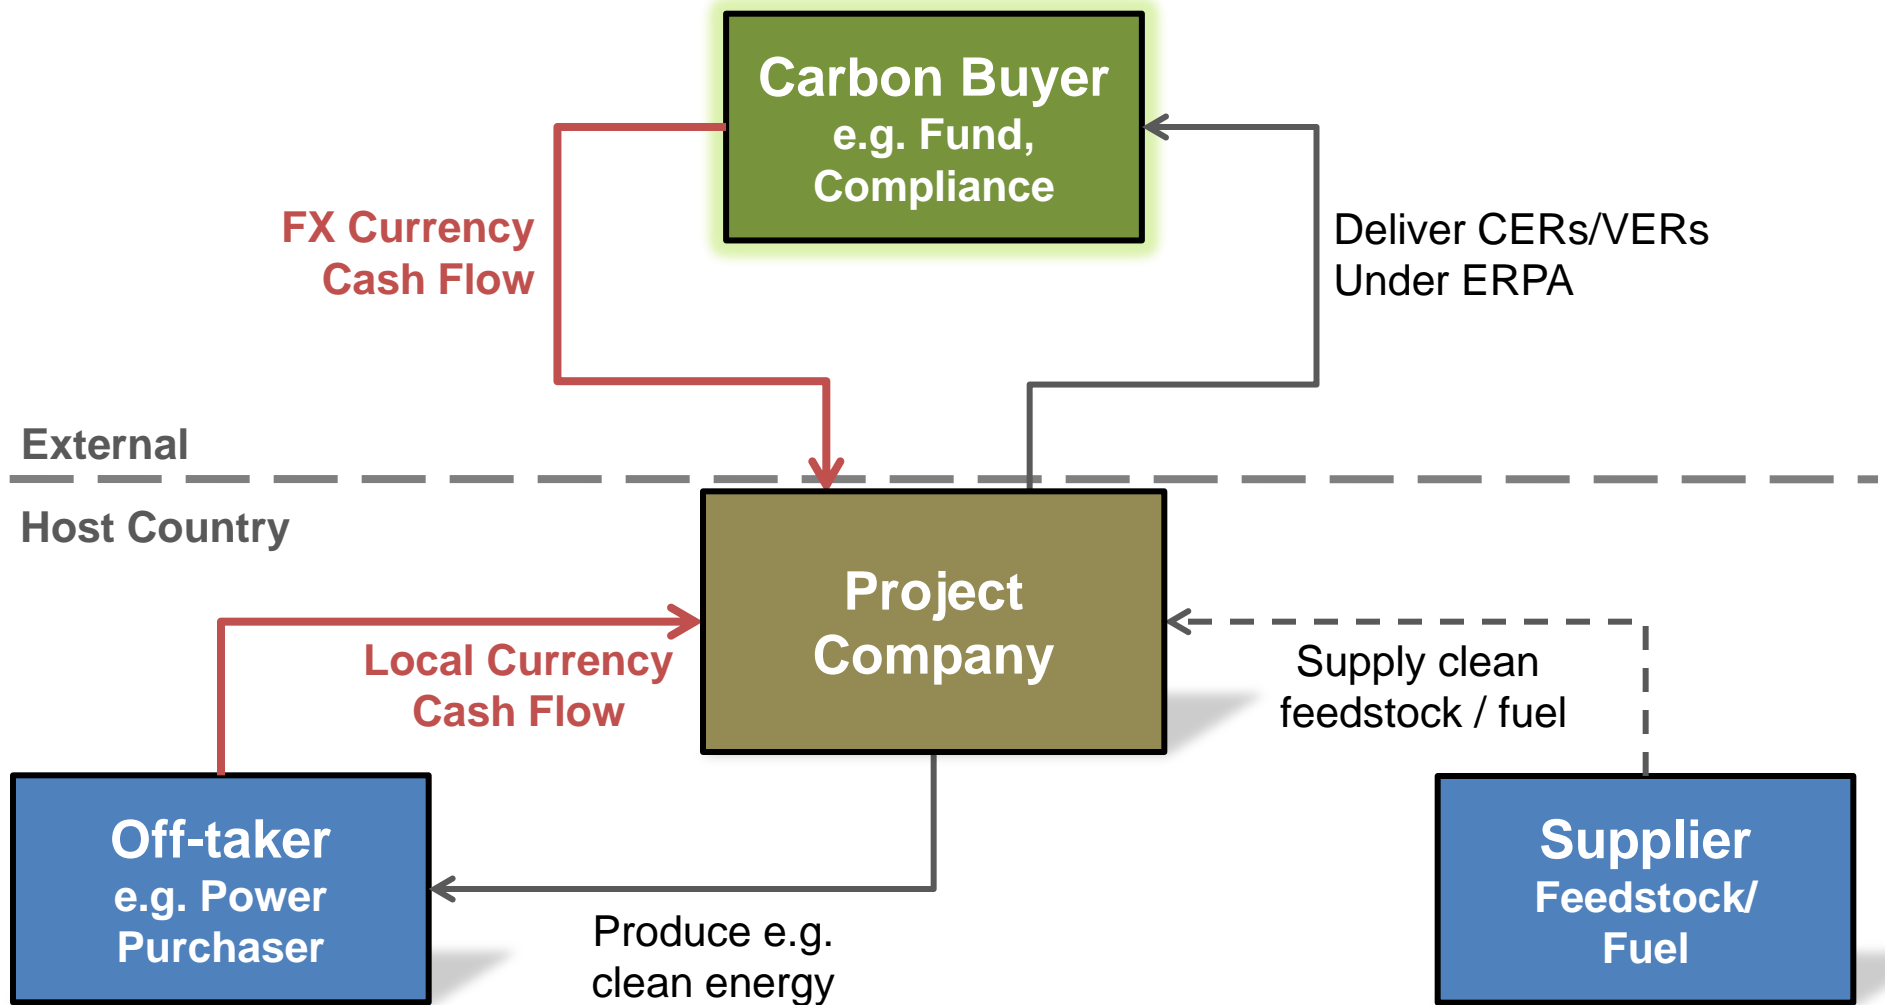 Carbon Buyer
e.g. Fund,
Compliance
FX Currency
Cash Flow
Deliver CERs/VERs
Under ERPA
External
Host Country
Project
Company
Local Currency
Cash Flow
Supply clean
feedstock / fuel
Off-taker
e.g. Power
Purchaser
Supplier
Feedstock/
Fuel
Produce e.g.
clean energy